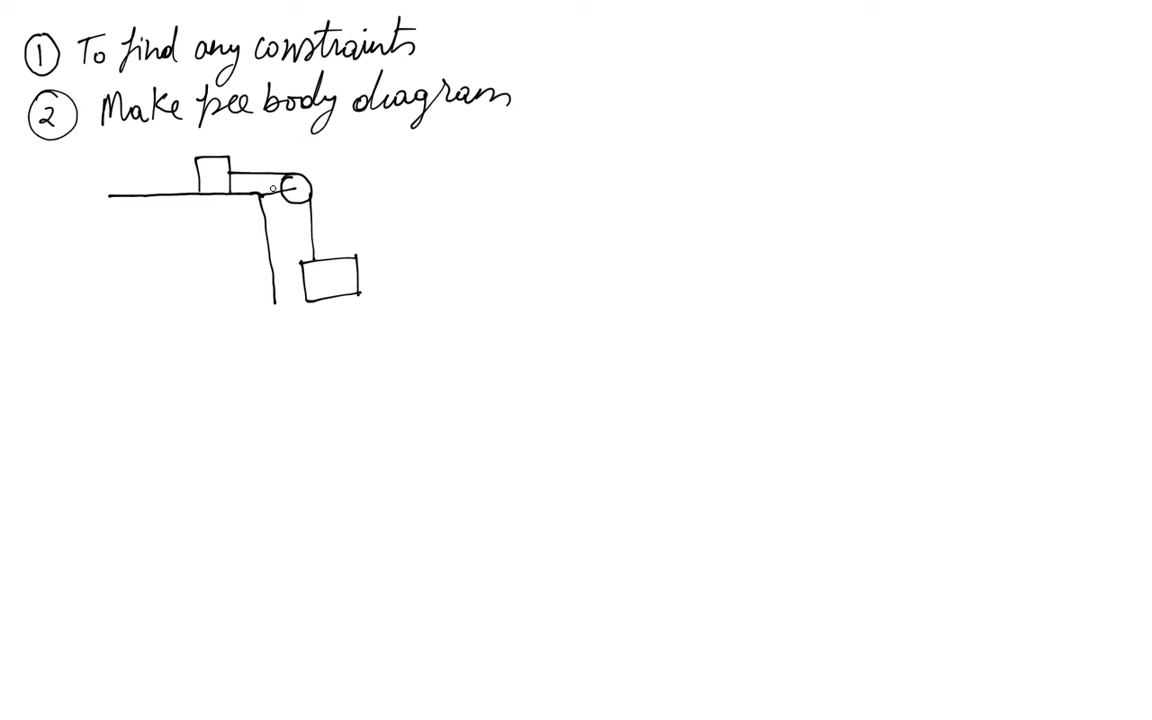 ① To find any constraints
② Make free body diagram